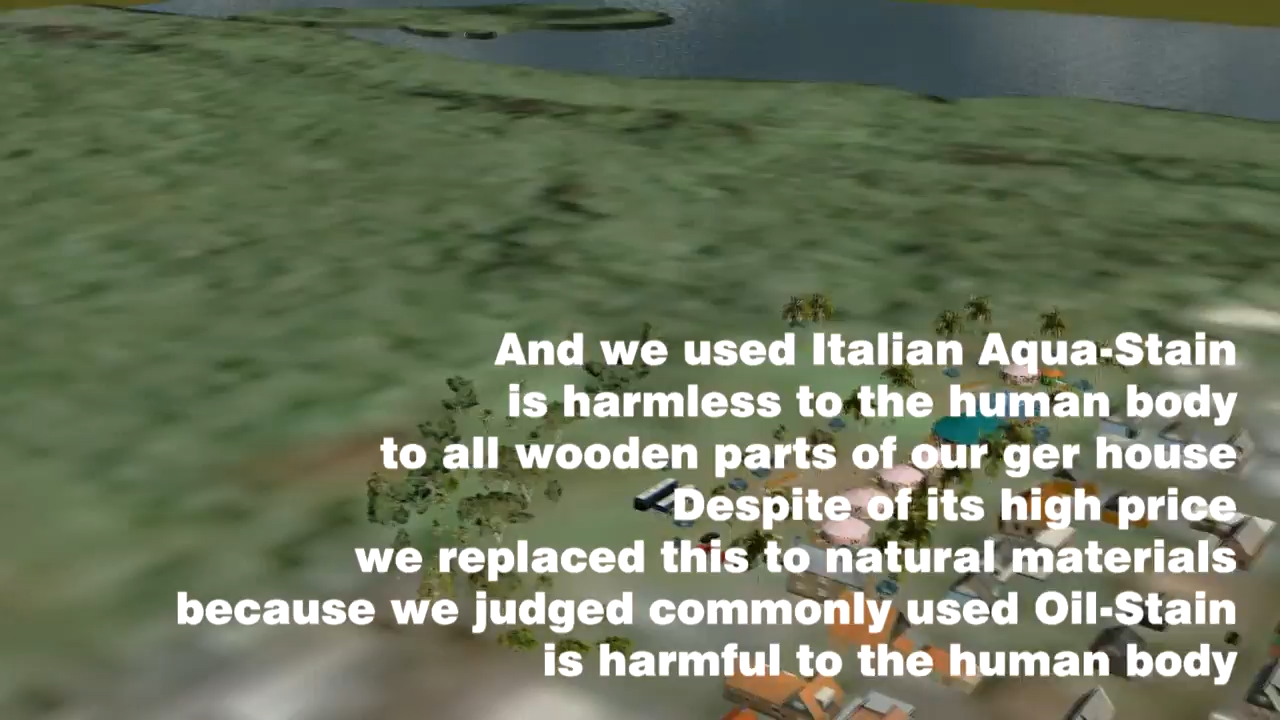 And we used Italian Aqua-Stain
is harmless to the human body
to all wooden parts of our ger house
Despite of its high price
we replaced this to natural materials
because we judged commonly used Oil-Stain
is harmful to the human body